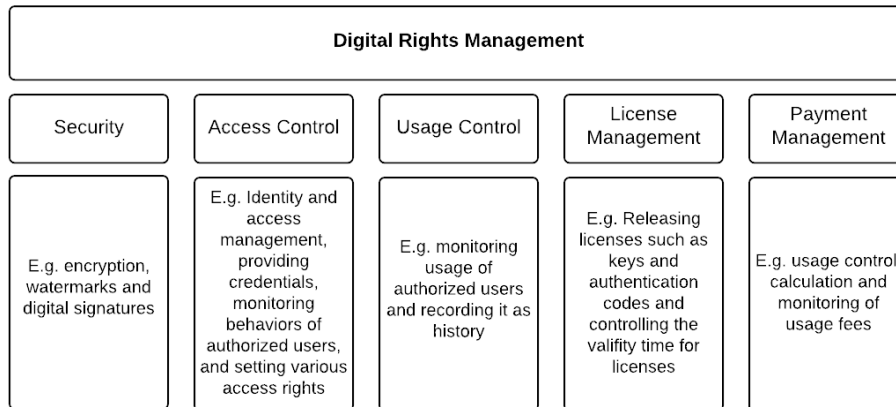 Digital Rights Management
Security
Access Control
Usage Control
License
Management
Payment
Management
E.g. encryption,
watermarks and
digital signatures
E.g. Identity and
access
management,
providing
credentials,
monitoring
behaviors of
authorized users,
and setting various
access rights
E.g. monitoring
usage of
authorized users
and recording it as
history
E.g. Releasing
licenses such as
keys and
authentication
codes and
controlling the
valifity time for
licenses
E.g. usage control,
calculation and
monitoring of
usage fees